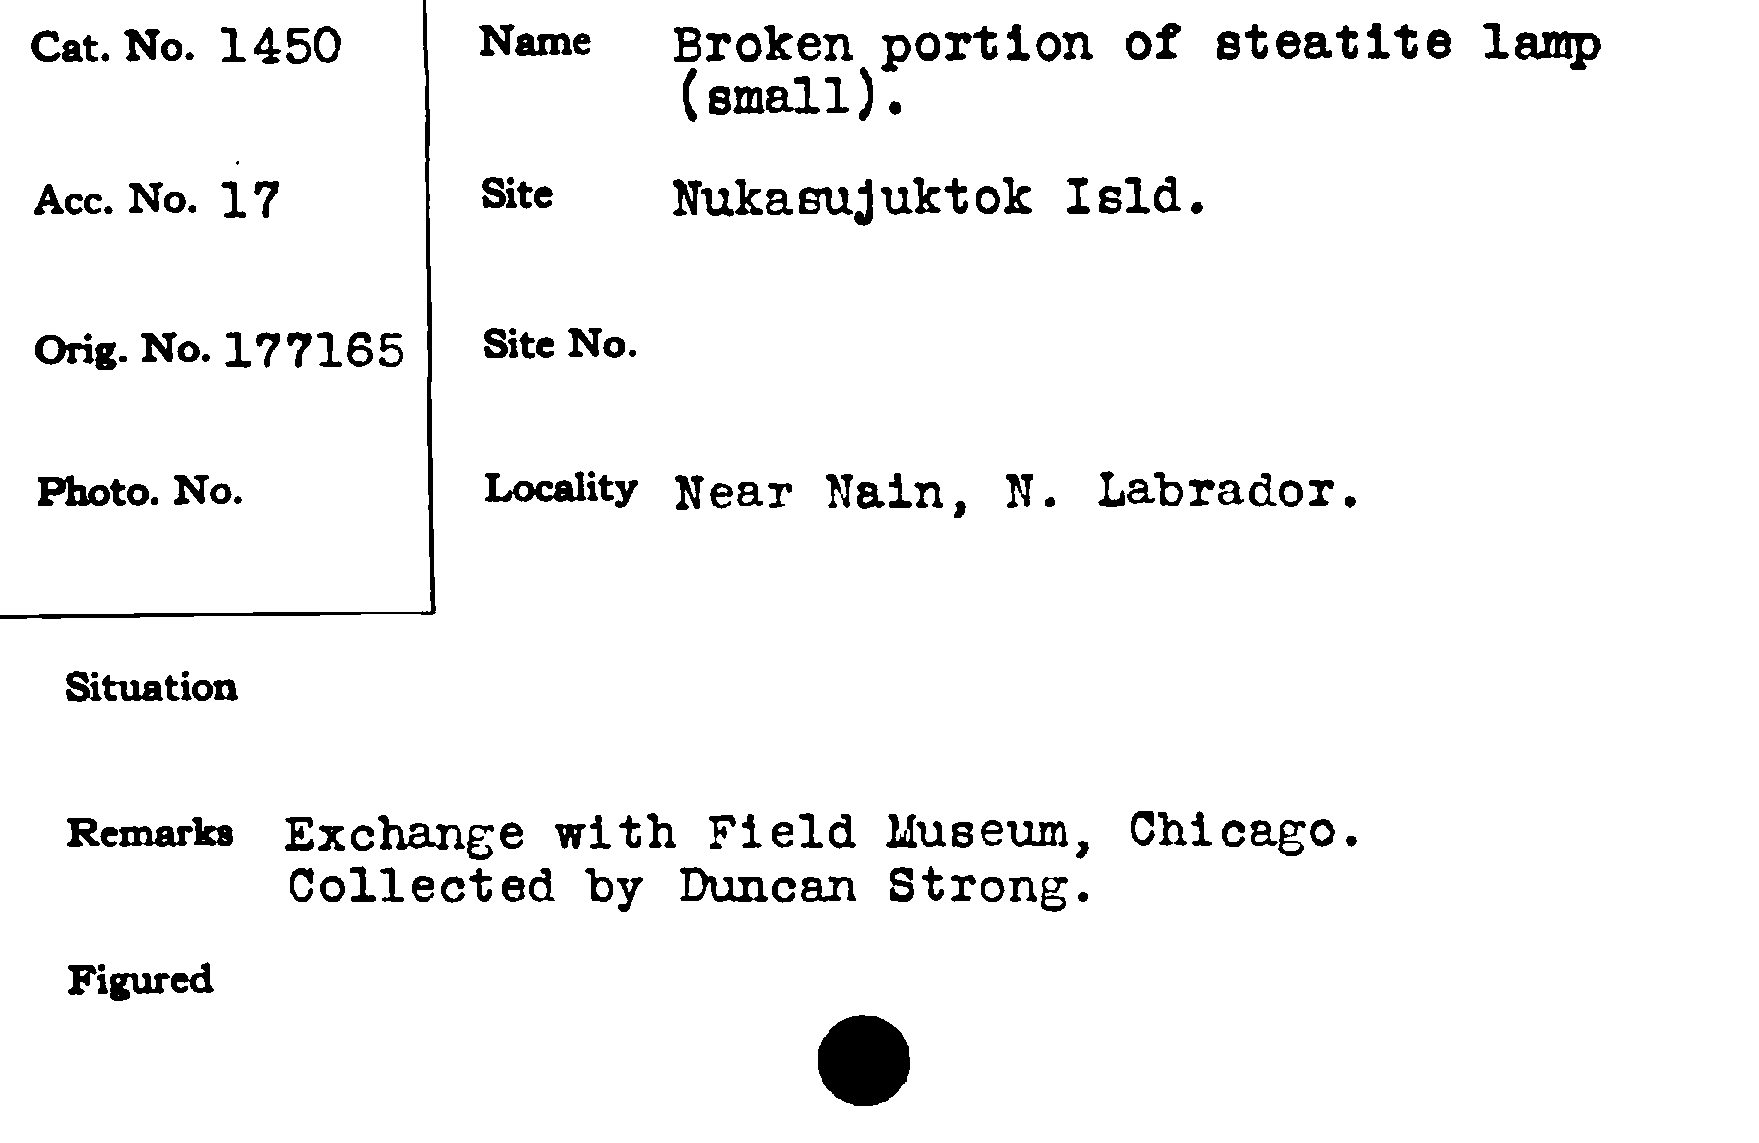 Cat. No. 1450
Name Broken portion of steatite lamp
(small).
Acc. No. 17
Site Nukasujuktok Isld.
Orig. No. 177165
Site No.
Photo. No.
Locality Near Nain, N. Labrador.
Situation
Remarks Exchange with Field Museum, Chicago.
Collected by Duncan Strong.
Figured